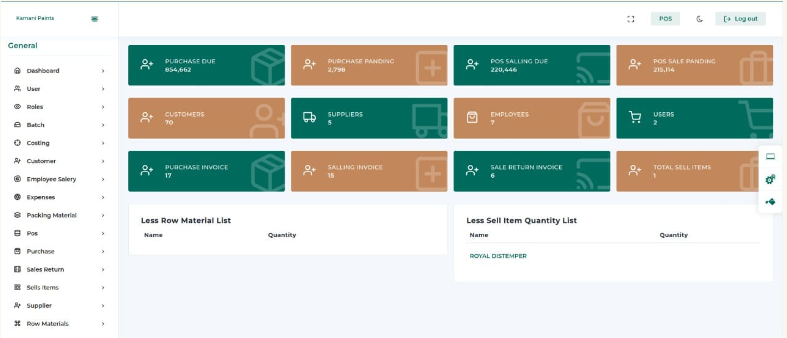 Kamani Paints
POS
Log out
General
Dashboard
User
Roles
Batch
Costing
Customer
Employee Salery
Expenses
Packing Material
Pos
Purchase
Sales Return
Sells Items
Supplier
Row Materials
PURCHASE DUE
854,662
PURCHASE PANDING
2,798
POS SALLING DUE
220,446
POS SALE PANDING
215,114
CUSTOMERS
70
SUPPLIERS
5
EMPLOYEES
7
USERS
2
PURCHASE INVOICE
17
SALLING INVOICE
15
SALE RETURN INVOICE
6
TOTAL SELL ITEMS
1
Less Row Material List
Name Quantity
Less Sell Item Quantity List
Name Quantity
ROYAL DISTEMPER